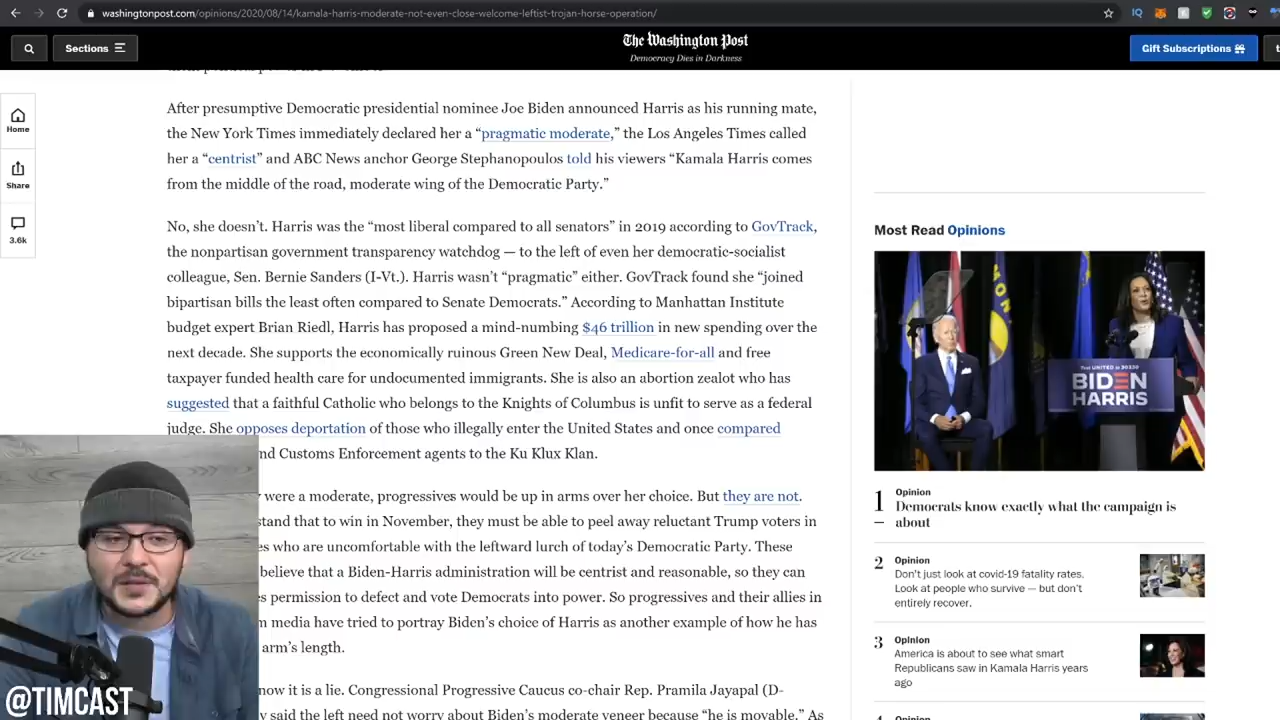 washingtonpost.com/opinions/2020/08/14/kamala-harris-moderate-not-even-close-welcome-leftist-trojan-horse-operation/
Sections
The Washington Post
Democracy Dies in Darkness
Gift Subscriptions
Home
Share
3.6k
After presumptive Democratic presidential nominee Joe Biden announced Harris as his running mate,
the New York Times immediately declared her a “pragmatic moderate,” the Los Angeles Times called
her a “centrist” and ABC News anchor George Stephanopoulos told his viewers “Kamala Harris comes
from the middle of the road, moderate wing of the Democratic Party.”
No, she doesn’t. Harris was the “most liberal compared to all senators” in 2019 according to GovTrack,
the nonpartisan government transparency watchdog — to the left of even her democratic-socialist
colleague, Sen. Bernie Sanders (I-Vt.). Harris wasn’t “pragmatic” either. GovTrack found she “joined
bipartisan bills the least often compared to Senate Democrats.” According to Manhattan Institute
budget expert Brian Riedl, Harris has proposed a mind-numbing $46 trillion in new spending over the
next decade. She supports the economically ruinous Green New Deal, Medicare-for-all and free
taxpayer funded health care for undocumented immigrants. She is also an abortion zealot who has
suggested that a faithful Catholic who belongs to the Knights of Columbus is unfit to serve as a federal
judge. She opposes deportation of those who illegally enter the United States and once compared
nd Customs Enforcement agents to the Ku Klux Klan.
y were a moderate, progressives would be up in arms over her choice. But they are not.
stand that to win in November, they must be able to peel away reluctant Trump voters in
es who are uncomfortable with the leftward lurch of today’s Democratic Party. These
believe that a Biden-Harris administration will be centrist and reasonable, so they can
s permission to defect and vote Democrats into power. So progressives and their allies in
m media have tried to portray Biden’s choice of Harris as another example of how he has
arm’s length.
now it is a lie. Congressional Progressive Caucus co-chair Rep. Pramila Jayapal (D-
y said the left need not worry about Biden’s moderate veneer because “he is movable.” As
Most Read Opinions
BIDEN
HARRIS
1
Opinion
Democrats know exactly what the campaign is
about
2
Opinion
Don’t just look at covid-19 fatality rates.
Look at people who survive — but don’t
entirely recover.
3
Opinion
America is about to see what smart
Republicans saw in Kamala Harris years
ago
Opinion
@TIMCAST